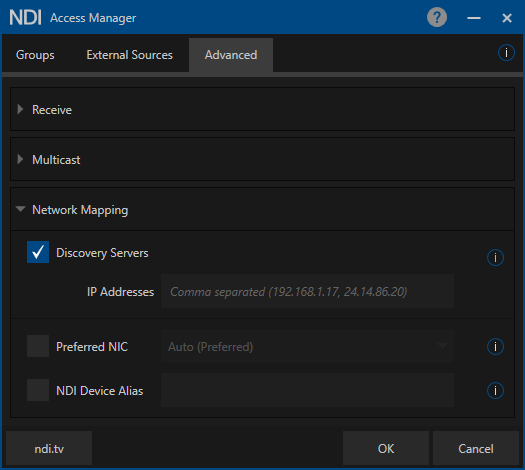 NDI Access Manager ?
Groups External Sources Advanced i
Receive
Multicast
Network Mapping
Discovery Servers i
IP Addresses Comma separated (192.168.1.17, 24.14.86.20)
Preferred NIC Auto (Preferred) i
NDI Device Alias i
ndi.tv OK Cancel